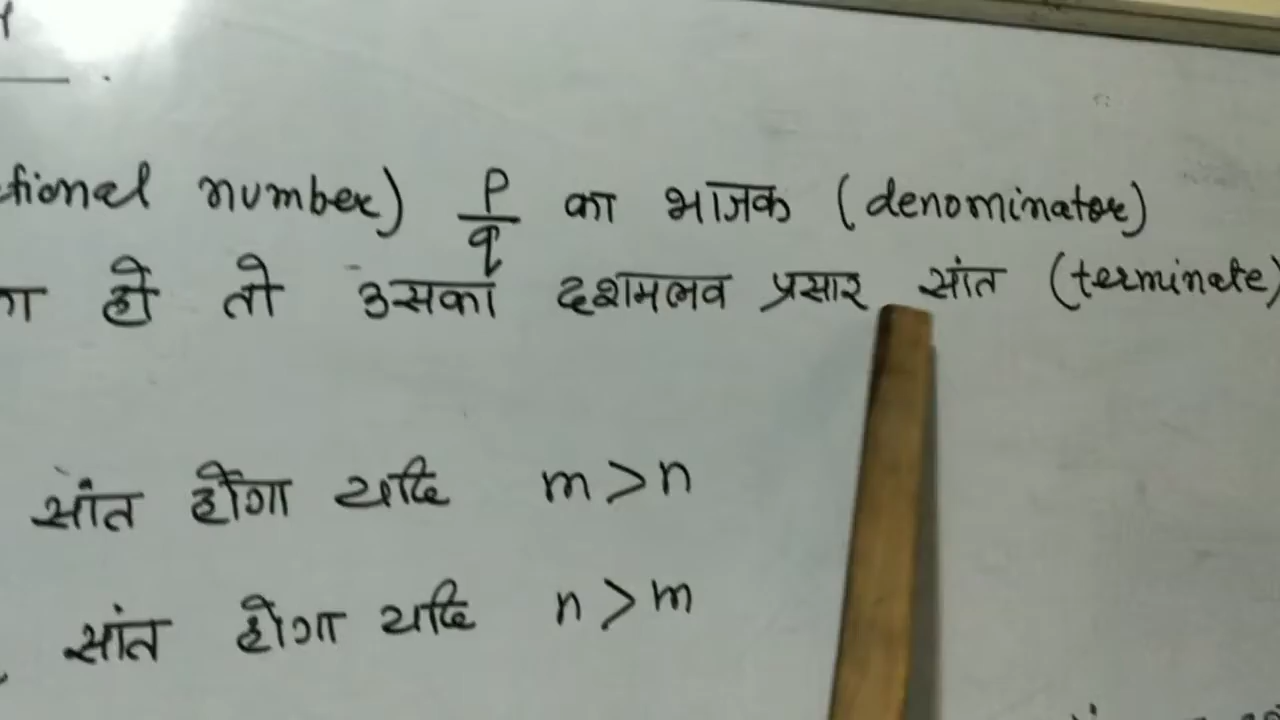 tional number) p/q का भाजक (denominator)
हो तो उसका दशमलव प्रसार सांत (terminate)
सांत होगा यदि m > n
सांत होगा यदि n > m